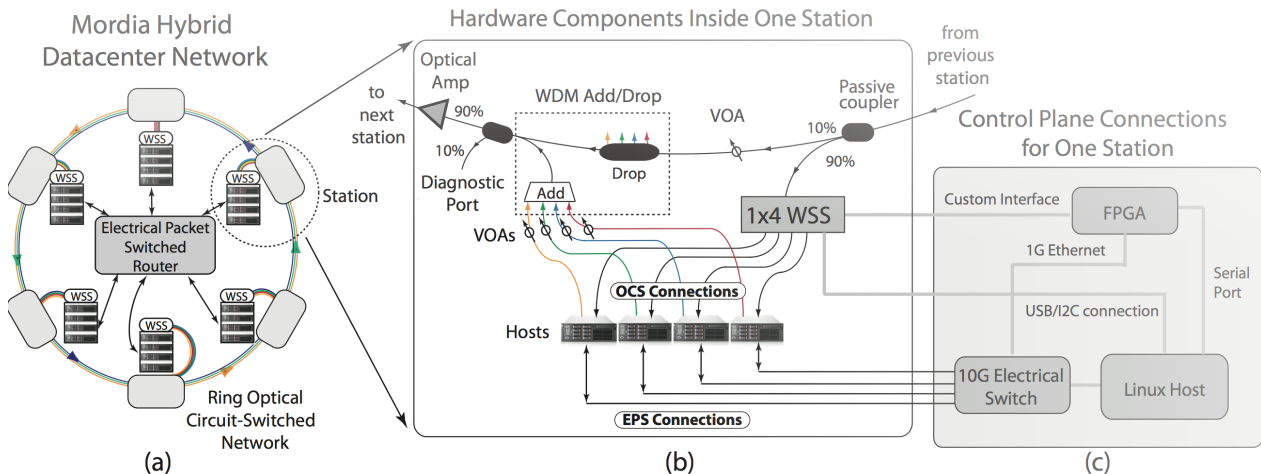 Mordia Hybrid
Datacenter Network
WSS
WSS
WSS
Station
Electrical Packet
Switched
Router
WSS
WSS
WSS
Ring Optical
Circuit-Switched
Network
(a)
Hardware Components Inside One Station
Optical
Amp
to
next
station
90%
10%
Diagnostic
Port
WDM Add/Drop
Drop
Add
VOAs
VOA
Passive
coupler
10%
90%
from
previous
station
1x4 WSS
OCS Connections
Hosts
EPS Connections
(b)
Control Plane Connections
for One Station
Custom Interface
FPGA
1G Ethernet
Serial
Port
USB/I2C connection
10G Electrical
Switch
Linux Host
(c)